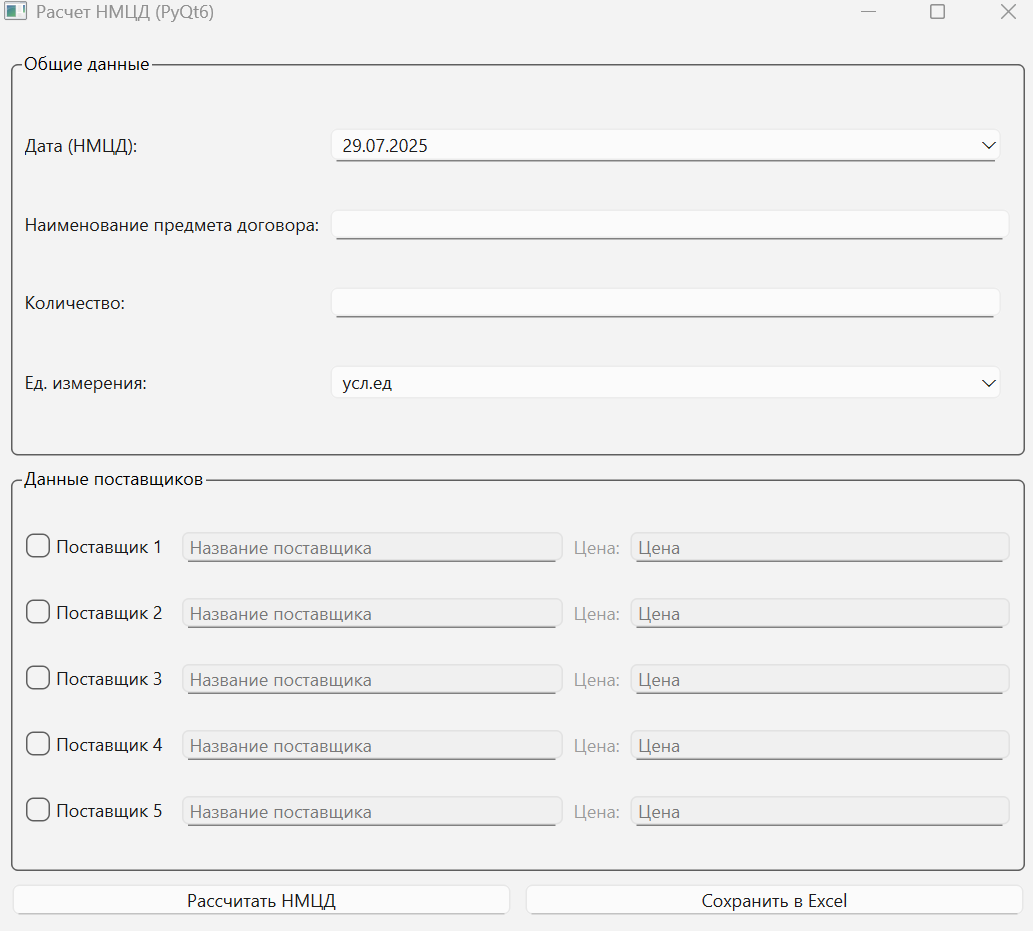 Расчет НМЦД (PyQt6)
Общие данные
Дата (НМЦД): 29.07.2025
Наименование предмета договора:
Количество:
Ед. измерения: усл.ед
Данные поставщиков
Поставщик 1 Название поставщика Цена: Цена
Поставщик 2 Название поставщика Цена: Цена
Поставщик 3 Название поставщика Цена: Цена
Поставщик 4 Название поставщика Цена: Цена
Поставщик 5 Название поставщика Цена: Цена
Рассчитать НМЦД Сохранить в Excel